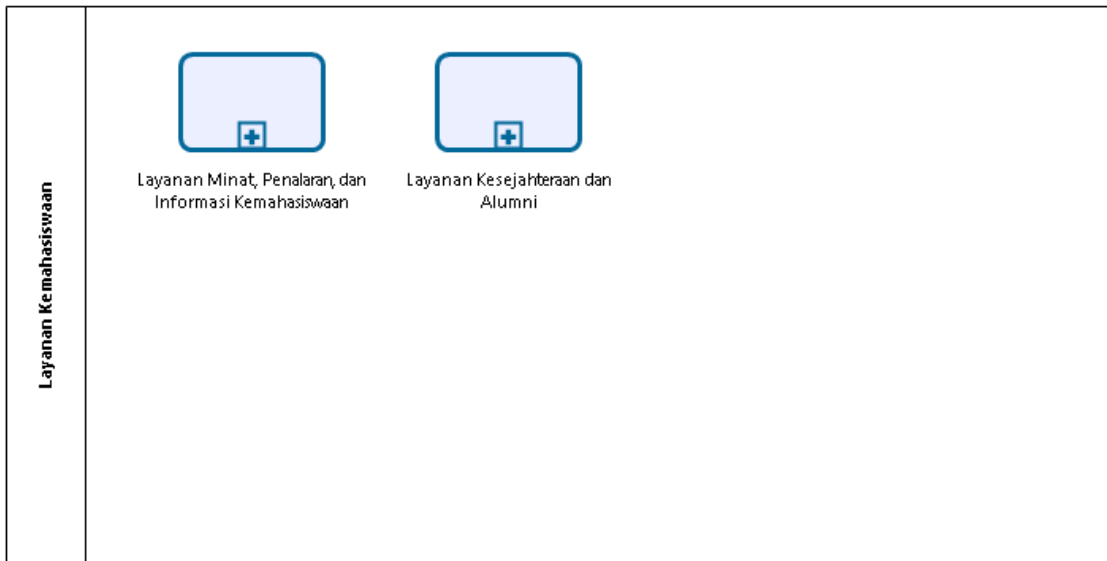 Layanan Kemahasiswaan
Layanan Minat, Penalaran, dan
Informasi Kemahasiswaan
Layanan Kesejahteraan dan
Alumni